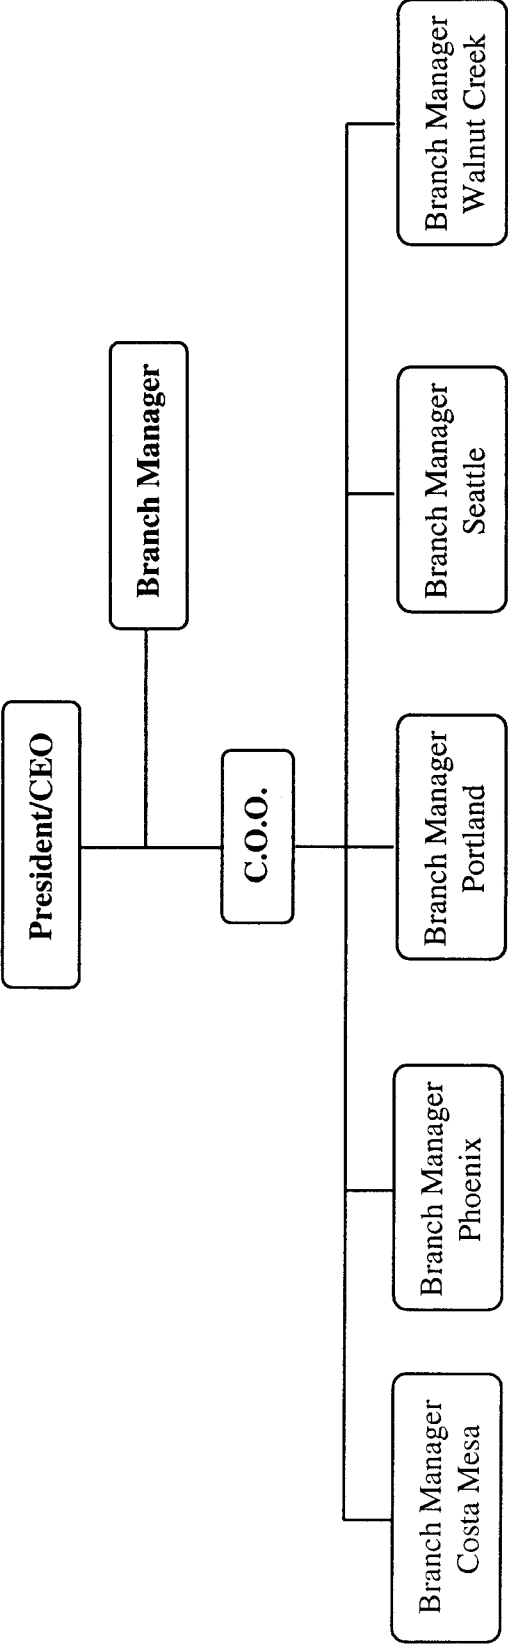 President/CEO
Branch Manager
C.O.O.
Branch Manager
Costa Mesa
Branch Manager
Phoenix
Branch Manager
Portland
Branch Manager
Seattle
Branch Manager
Walnut Creek